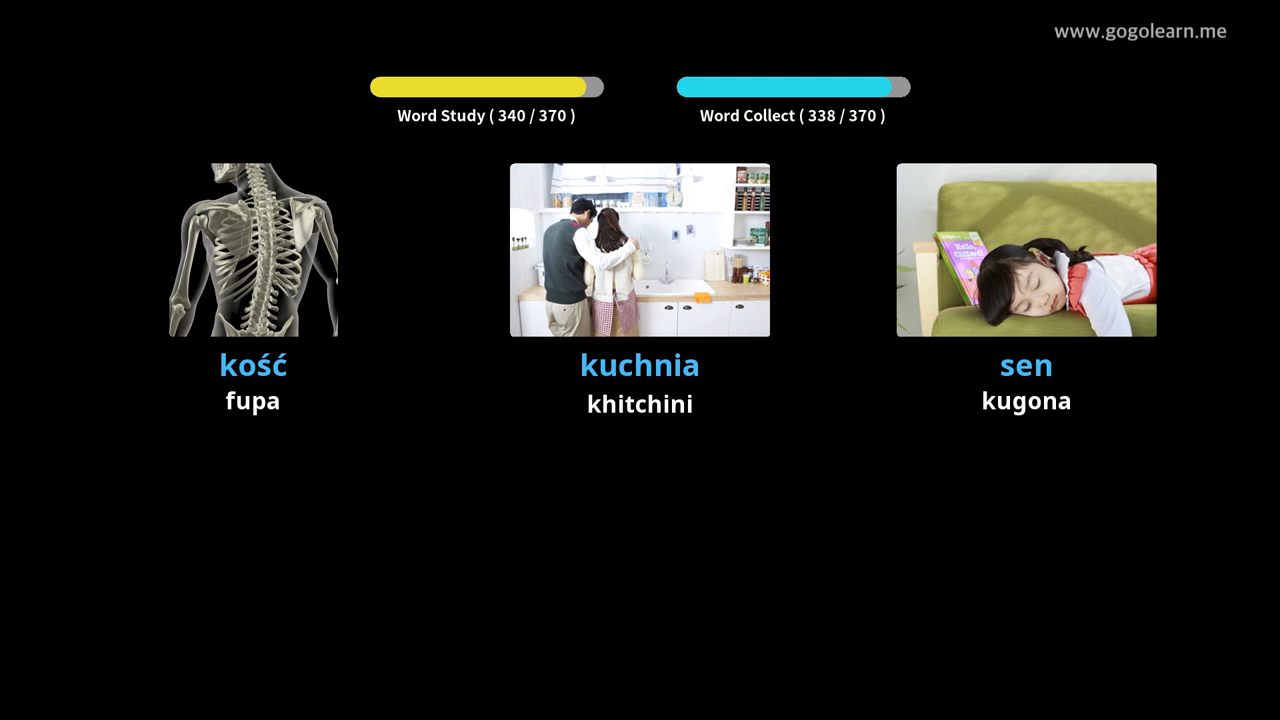 www.gogolearn.me
Word Study ( 340 / 370 )
Word Collect ( 338 / 370 )
kość
fupa
kuchnia
khitchini
sen
kugona